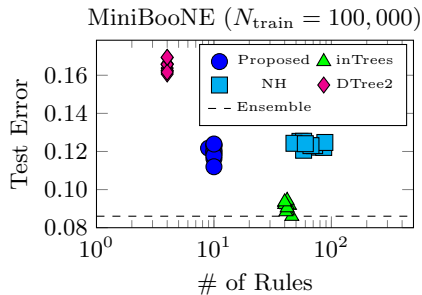 MiniBooNE (N_train = 100,000)
Proposed inTrees
NH DTree2
Ensemble
Test Error
0.16
0.14
0.12
0.10
0.08
10^0 10^1 10^2
# of Rules